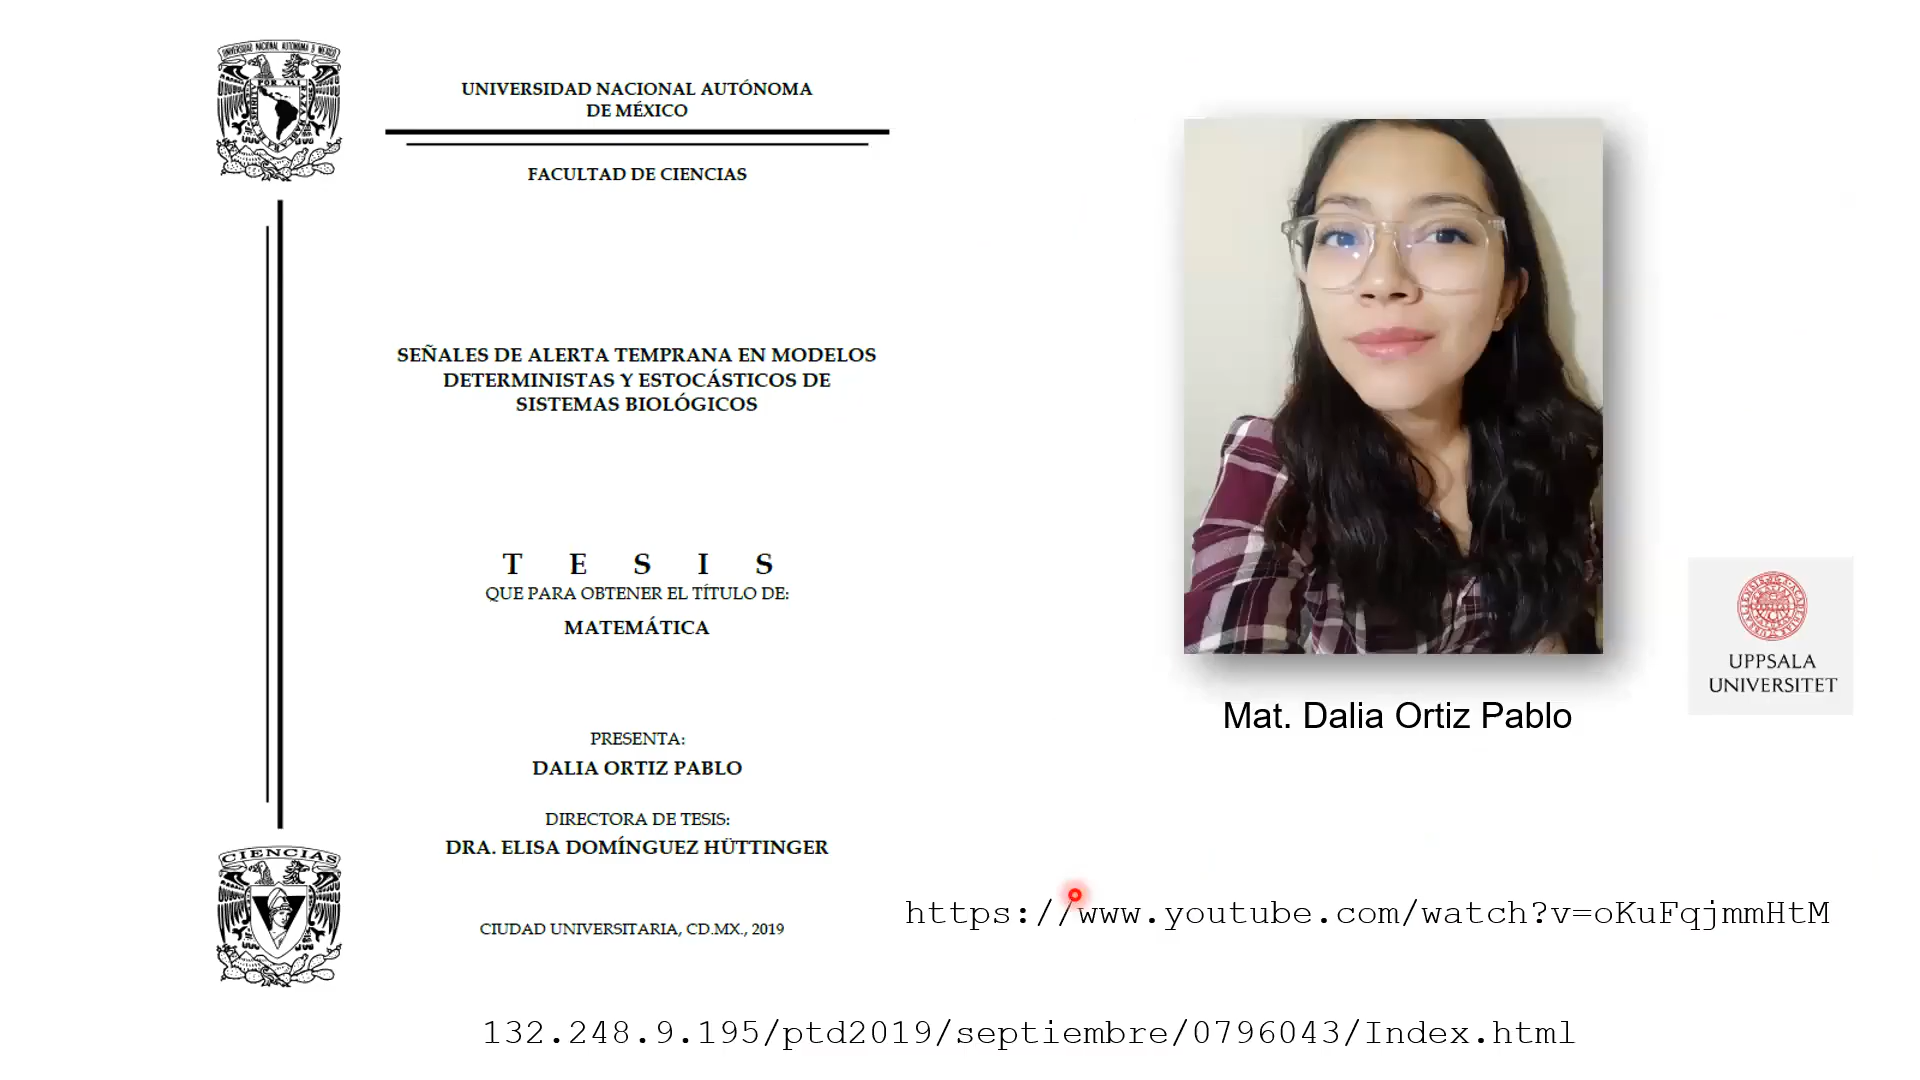 UNIVERSIDAD NACIONAL AUTÓNOMA
DE MÉXICO
FACULTAD DE CIENCIAS
SEÑALES DE ALERTA TEMPRANA EN MODELOS
DETERMINISTAS Y ESTOCÁSTICOS DE
SISTEMAS BIOLÓGICOS
T E S I S
QUE PARA OBTENER EL TÍTULO DE:
MATEMÁTICA
PRESENTA:
DALIA ORTIZ PABLO
DIRECTORA DE TESIS:
DRA. ELISA DOMÍNGUEZ HÜTTINGER
CIENCIAS
CIUDAD UNIVERSITARIA, CD.MX., 2019
Mat. Dalia Ortiz Pablo
UPPSALA
UNIVERSITET
https://www.youtube.com/watch?v=oKuFqjmmHtM
132.248.9.195/ptd2019/septiembre/0796043/Index.html